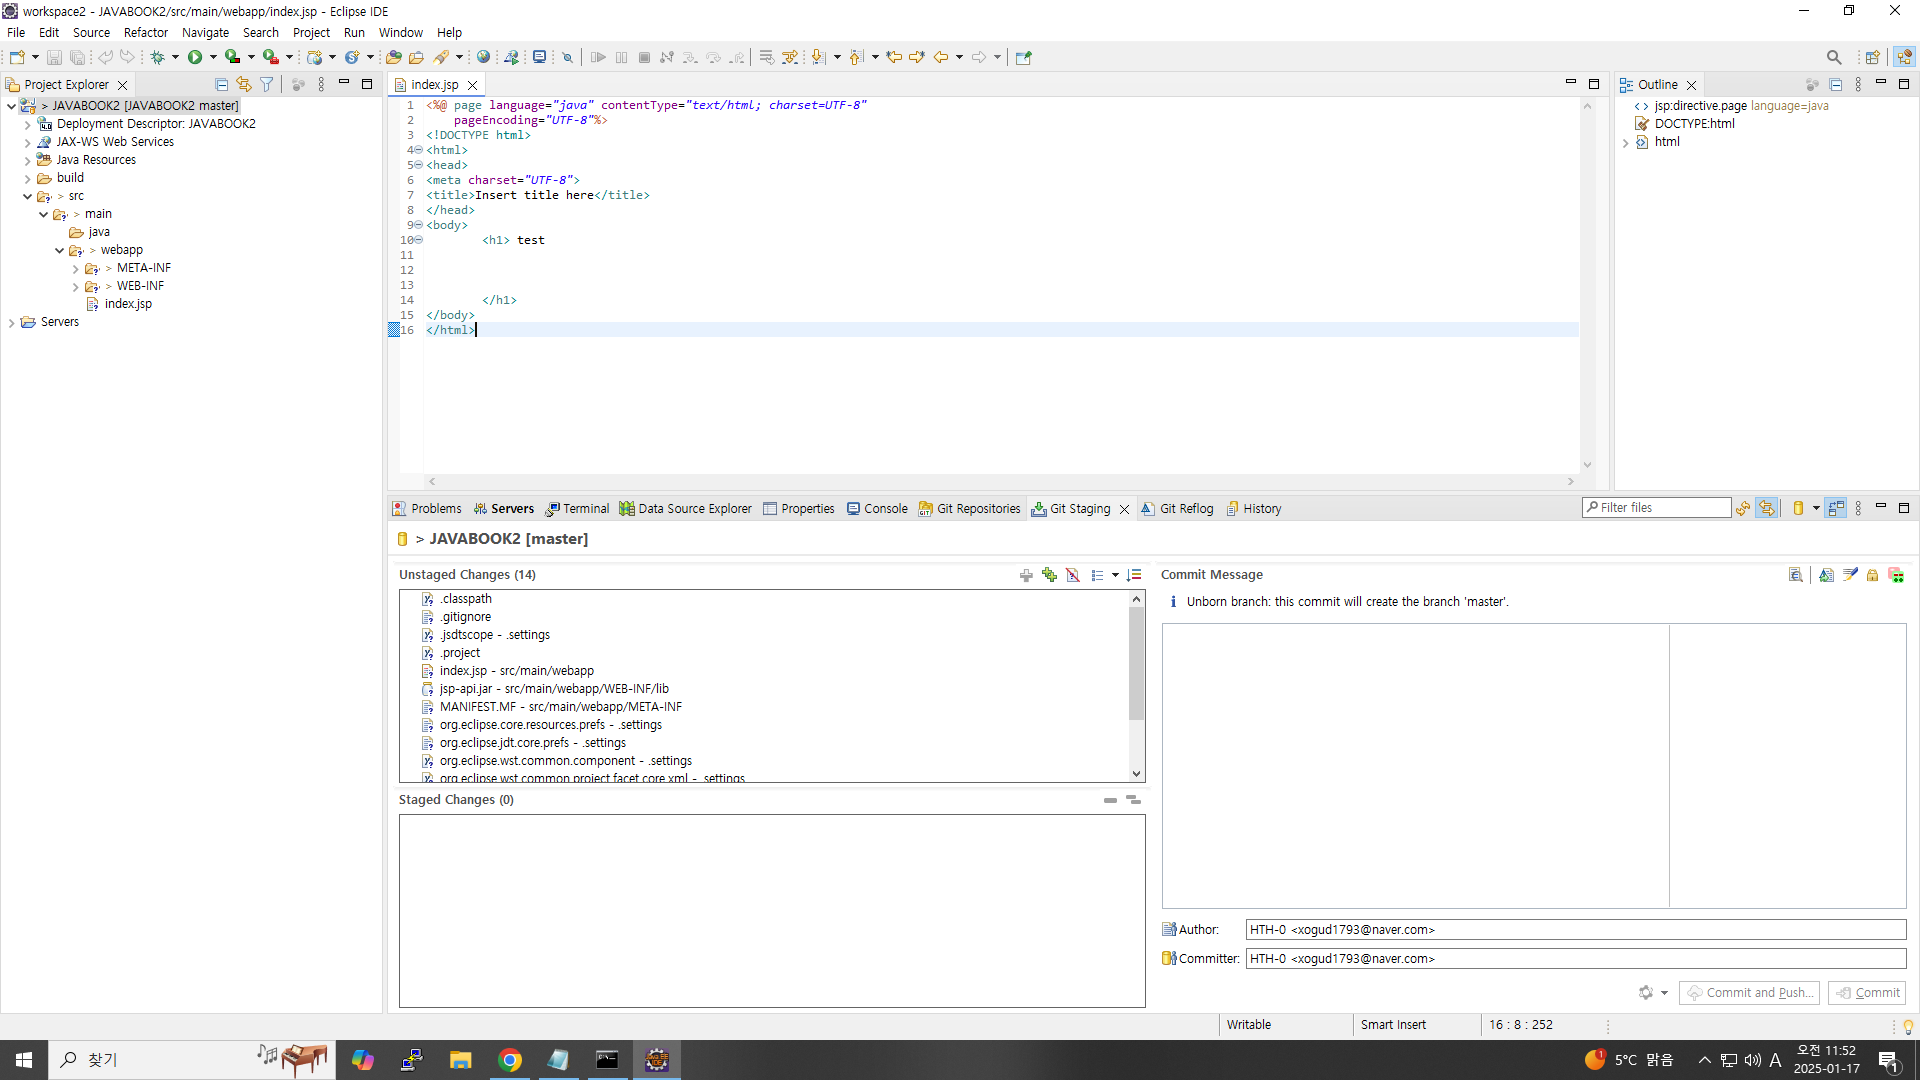 workspace2 - JAVABOOK2/src/main/webapp/index.jsp - Eclipse IDE
File Edit Source Refactor Navigate Search Project Run Window Help
Project Explorer
> JAVABOOK2 [JAVABOOK2 master]
Deployment Descriptor: JAVABOOK2
JAX-WS Web Services
Java Resources
build
> src
> main
java
> webapp
> META-INF
> WEB-INF
index.jsp
Servers
index.jsp
1 <%@ page language="java" contentType="text/html; charset=UTF-8"
2 pageEncoding="UTF-8"%>
3 <!DOCTYPE html>
4 <html>
5 <head>
6 <meta charset="UTF-8">
7 <title>Insert title here</title>
8 </head>
9 <body>
10 <h1> test
11
12
13
14 </h1>
15 </body>
16 </html>
Outline
jsp:directive.page language=java
DOCTYPE:html
html
Problems Servers Terminal Data Source Explorer Properties Console Git Repositories Git Staging Git Reflog History
Filter files
> JAVABOOK2 [master]
Unstaged Changes (14)
.classpath
.gitignore
.jsdtscope - .settings
.project
index.jsp - src/main/webapp
jsp-api.jar - src/main/webapp/WEB-INF/lib
MANIFEST.MF - src/main/webapp/META-INF
org.eclipse.core.resources.prefs - .settings
org.eclipse.jdt.core.prefs - .settings
org.eclipse.wst.common.component - .settings
org.eclipse.wst.common.project.facet.core.xml - .settings
Staged Changes (0)
Commit Message
Unborn branch: this commit will create the branch 'master'.
Author: HTH-0 <xogud1793@naver.com>
Committer: HTH-0 <xogud1793@naver.com>
Commit and Push... Commit
Writable Smart Insert 16 : 8 : 252
찾기
1 5°C 맑음 A 오전 11:52
2025-01-17 1